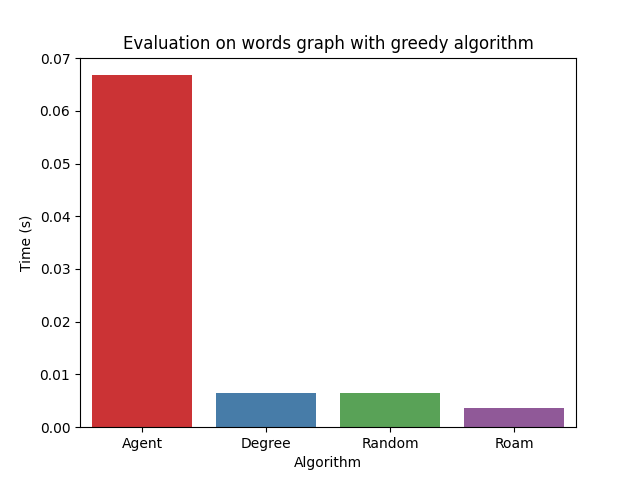 Evaluation on words graph with greedy algorithm
0.07
0.06
0.05
0.04
0.03
0.02
0.01
0.00
Time (s)
Agent Degree Random Roam
Algorithm